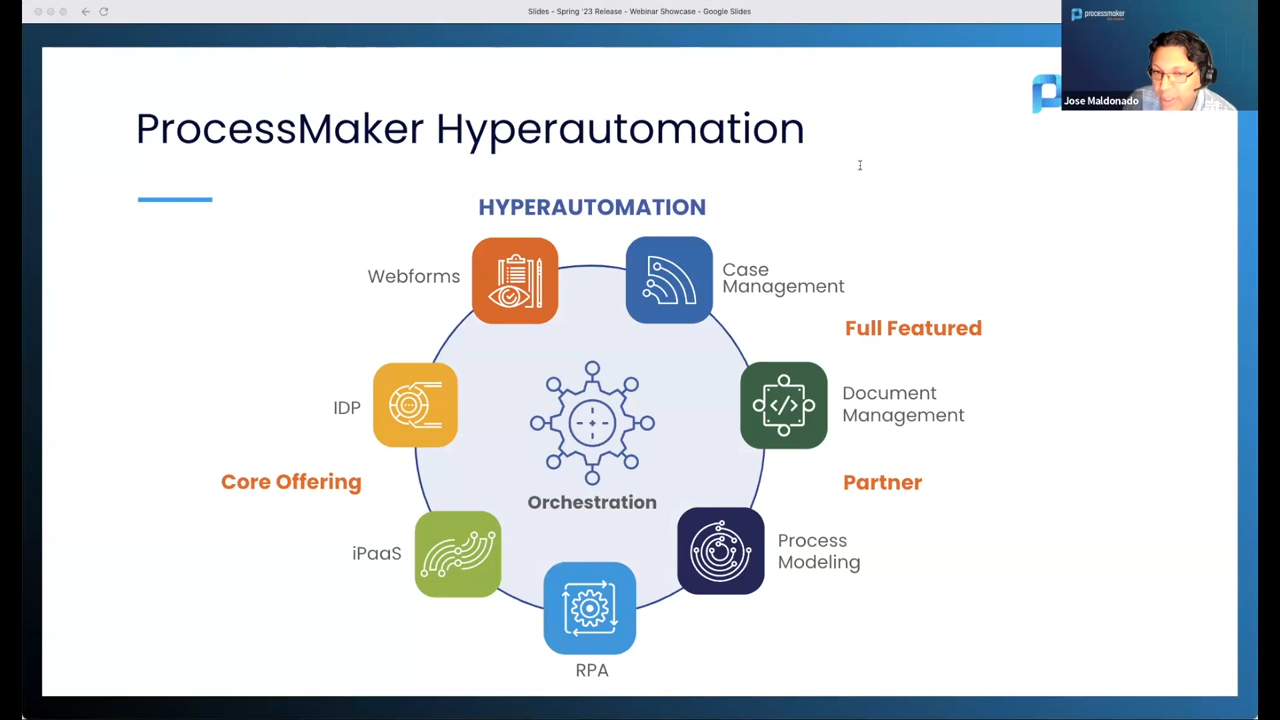 Slides - Spring '23 Release - Webinar Showcase - Google Slides
processmaker
Jose Maldonado
ProcessMaker Hyperautomation
HYPERAUTOMATION
Webforms
Case
Management
Full Featured
IDP
Document
Management
Core Offering
Partner
Orchestration
iPaaS
Process
Modeling
RPA